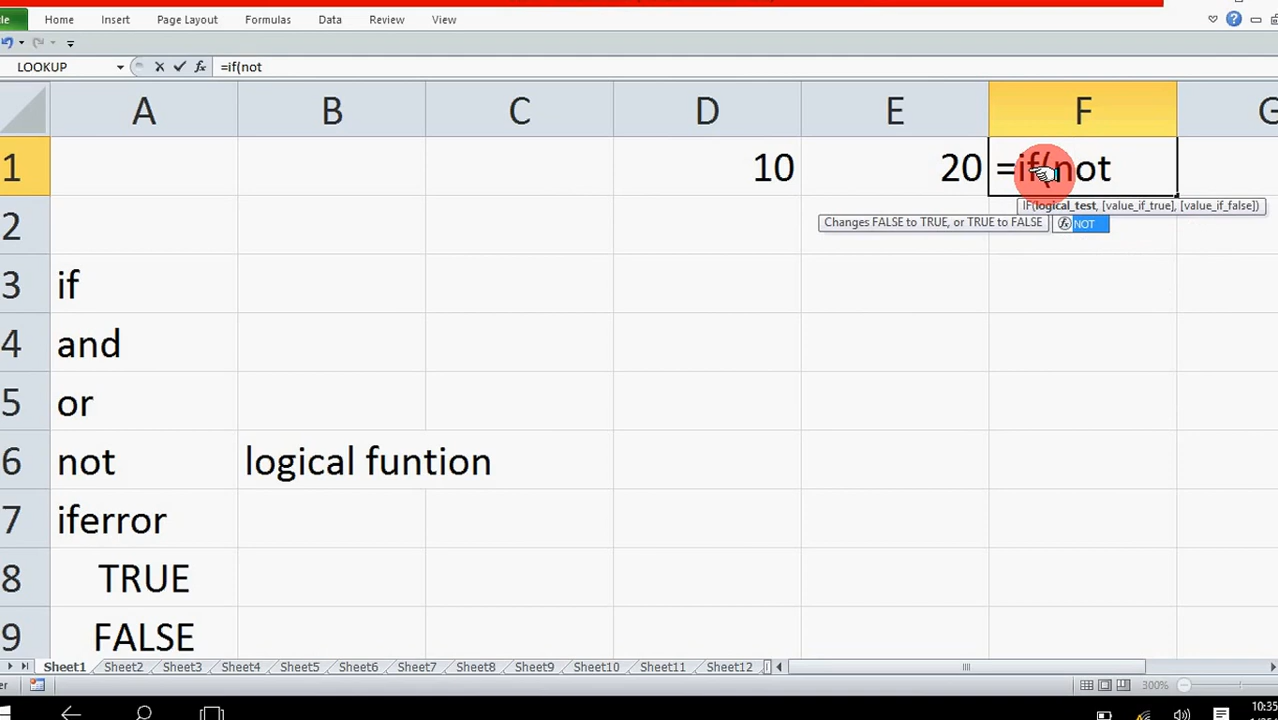 Home Insert Page Layout Formulas Data Review View
LOOKUP fx =if(not
A B C D E F
1 10 20 =if(not
IF(logical_test, [value_if_true], [value_if_false])
2 Changes FALSE to TRUE, or TRUE to FALSE fx NOT
3 if
4 and
5 or
6 not logical funtion
7 iferror
8 TRUE
9 FALSE
Sheet1 Sheet2 Sheet3 Sheet4 Sheet5 Sheet6 Sheet7 Sheet8 Sheet9 Sheet10 Sheet11 Sheet12
300%
10:35